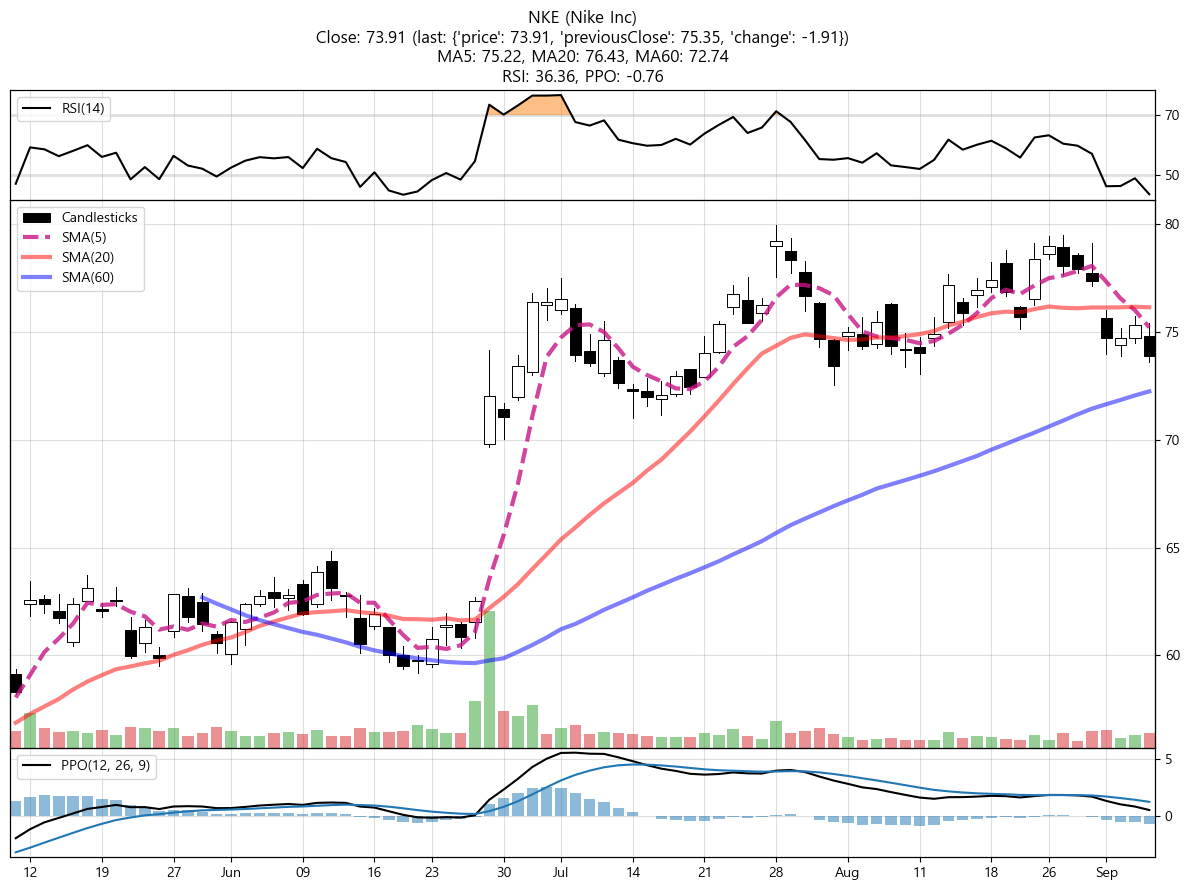 NKE (Nike Inc)
Close: 73.91 (last: {'price': 73.91, 'previousClose': 75.35, 'change': -1.91})
MA5: 75.22, MA20: 76.43, MA60: 72.74
RSI: 36.36, PPO: -0.76
RSI(14)
70
50
Candlesticks
SMA(5)
SMA(20)
SMA(60)
80
75
70
65
60
PPO(12, 26, 9)
5
0
12 19 27 Jun 09 16 23 30 Jul 14 21 28 Aug 11 18 26 Sep